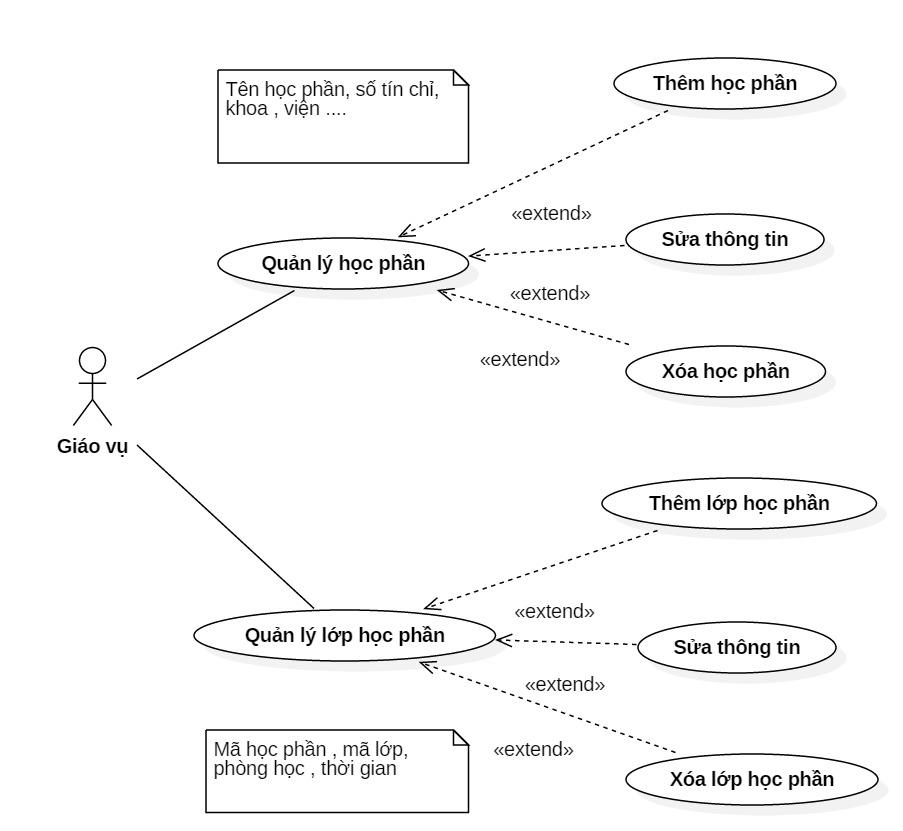 Tên học phần, số tín chỉ,
khoa , viện ....
Thêm học phần
«extend»
Sửa thông tin
Quản lý học phần
«extend»
«extend»
Xóa học phần
Giáo vụ
Thêm lớp học phần
«extend»
Quản lý lớp học phần
Sửa thông tin
«extend»
Mã học phần , mã lớp,
phòng học , thời gian
«extend»
Xóa lớp học phần